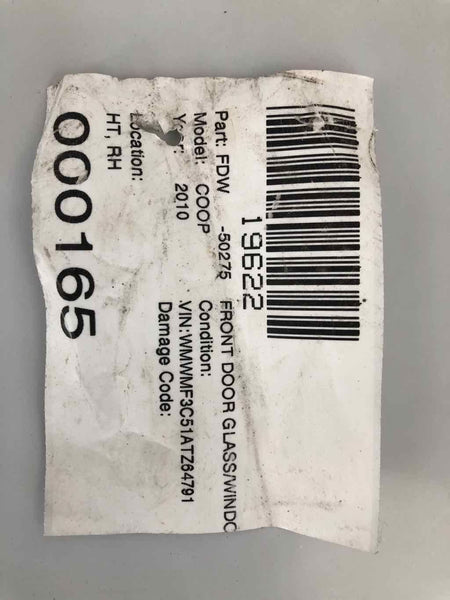 19622
Part: FDW -50275 FRONT DOOR GLASS/WINDO
Model: COOP Condition:
2010 VIN:WMWMF3C51ATZ64791
Damage Code:
Location:
HT, RH
000165